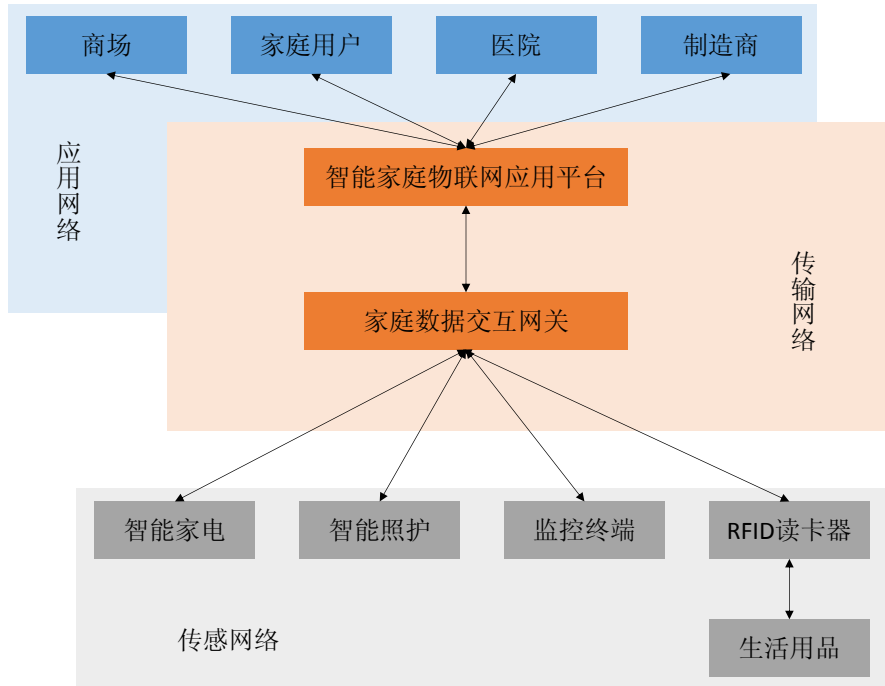 商场
家庭用户
医院
制造商
应用网络
智能家庭物联网应用平台
传输网络
家庭数据交互网关
智能家电
智能照护
监控终端
RFID读卡器
传感网络
生活用品